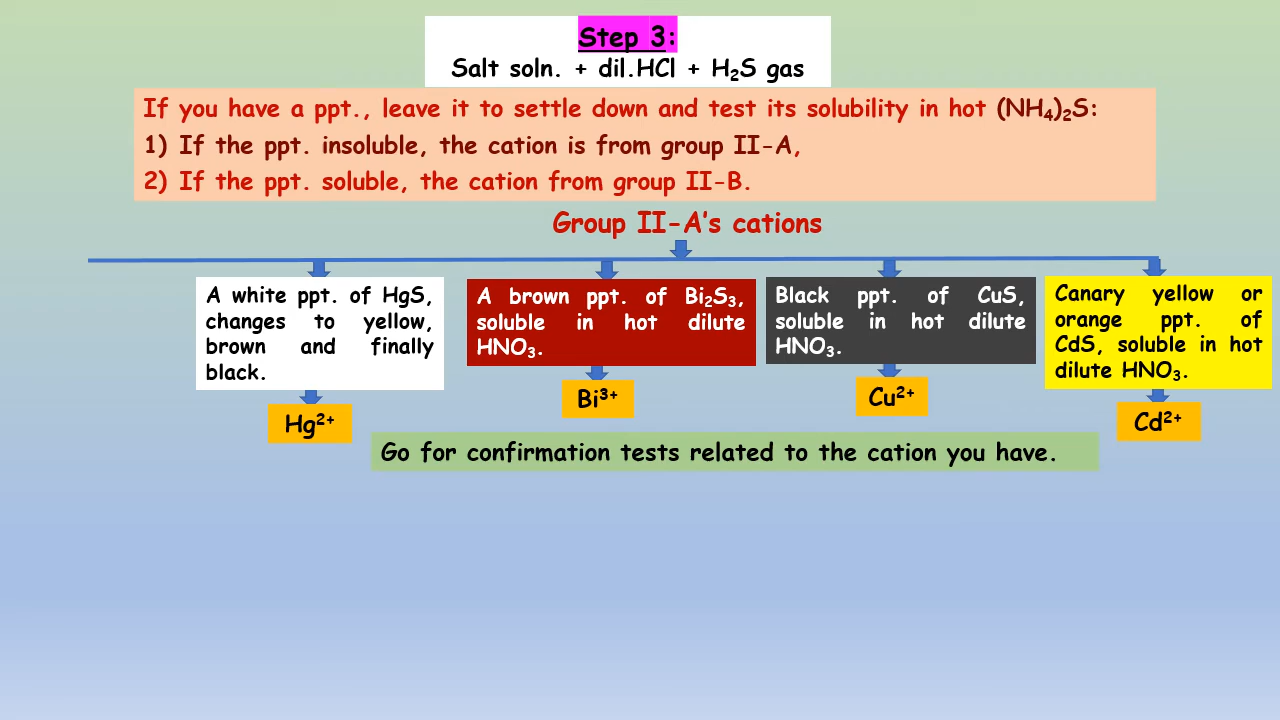 Step 3:
Salt soln. + dil.HCl + H₂S gas
If you have a ppt., leave it to settle down and test its solubility in hot (NH₄)₂S:
1) If the ppt. insoluble, the cation is from group II-A,
2) If the ppt. soluble, the cation from group II-B.
Group II-A's cations
A white ppt. of HgS,
changes to yellow,
brown and finally
black.
Hg²⁺
A brown ppt. of Bi₂S₃,
soluble in hot dilute
HNO₃.
Bi³⁺
Black ppt. of CuS,
soluble in hot dilute
HNO₃.
Cu²⁺
Canary yellow or
orange ppt. of
CdS, soluble in hot
dilute HNO₃.
Cd²⁺
Go for confirmation tests related to the cation you have.